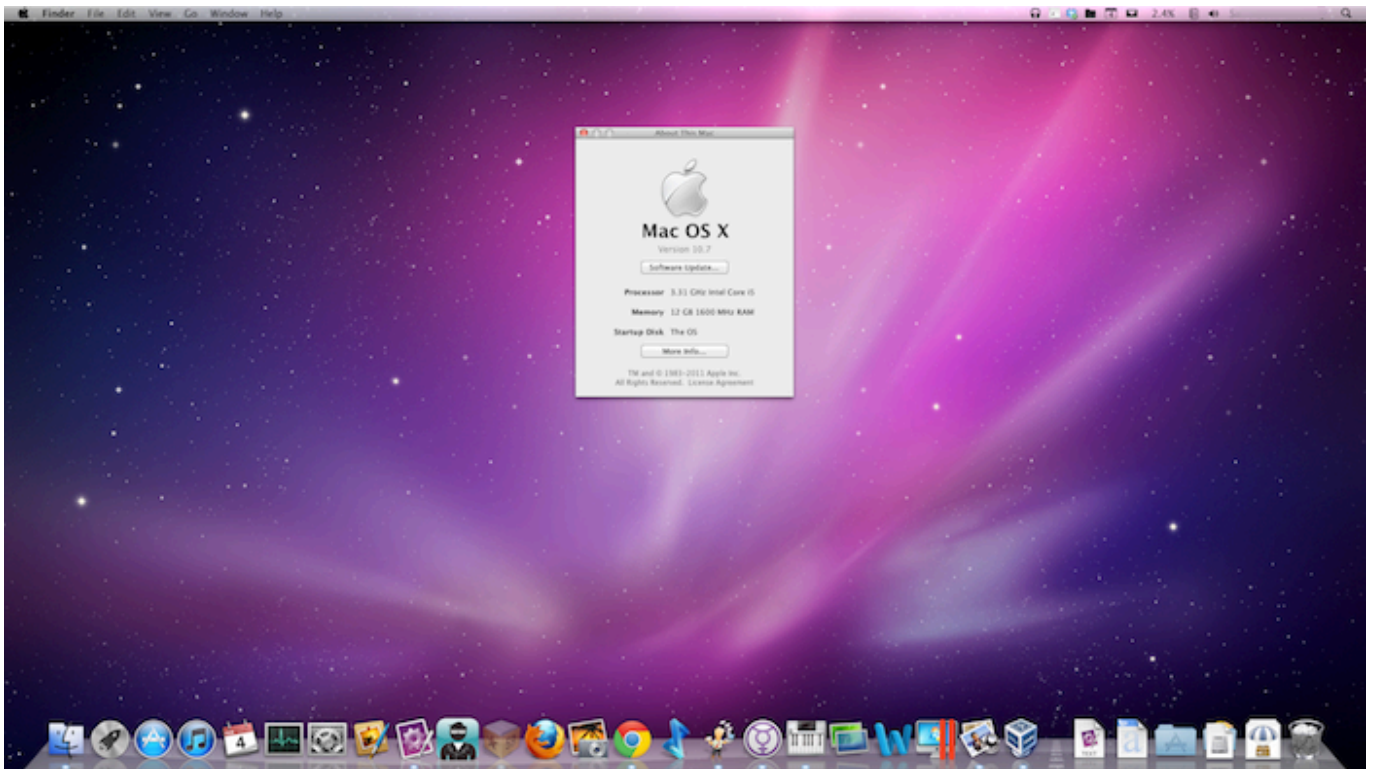 Finder File Edit View Go Window Help
2.4%
About This Mac
Mac OS X
Version 10.7
Software Update...
Processor 3.31 GHz Intel Core i5
Memory 12 GB 1600 MHz RAM
Startup Disk The OS
More Info...
TM and © 1983-2011 Apple Inc.
All Rights Reserved. License Agreement
4
W
TEXT
a